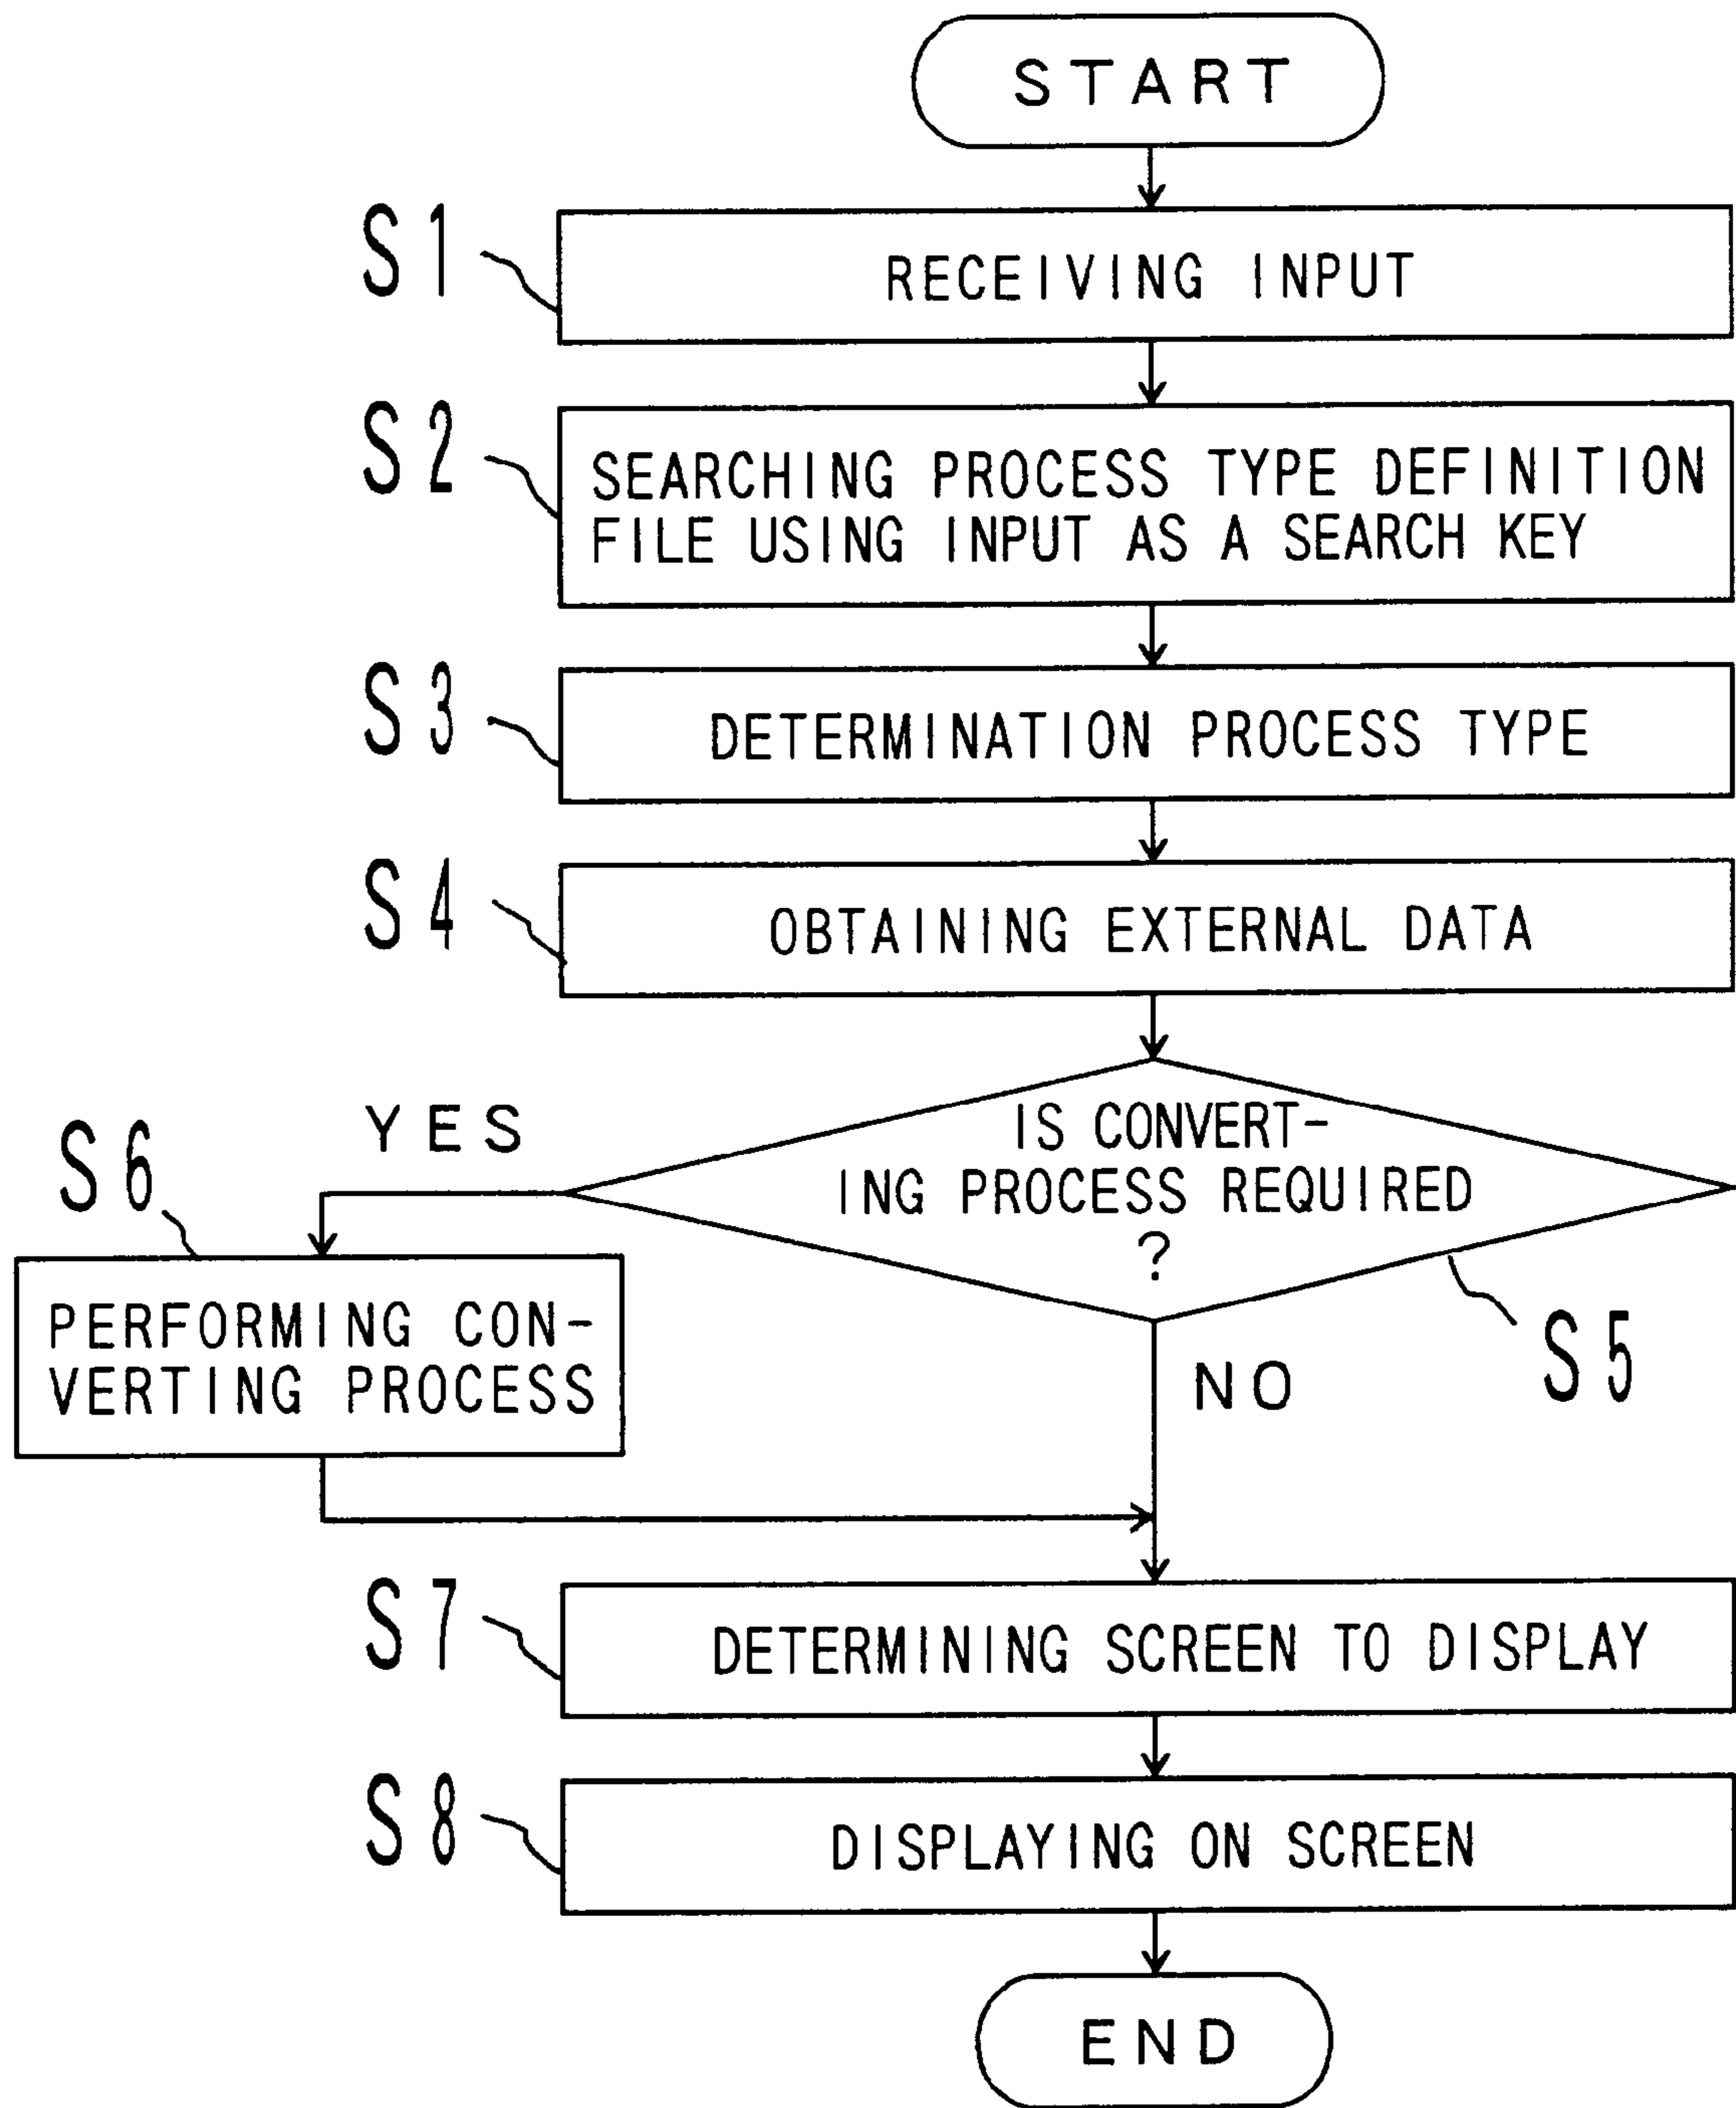 START
S1
RECEIVING INPUT
S2
SEARCHING PROCESS TYPE DEFINITION
FILE USING INPUT AS A SEARCH KEY
S3
DETERMINATION PROCESS TYPE
S4
OBTAINING EXTERNAL DATA
IS CONVERT-
ING PROCESS REQUIRED
?
YES
S6
PERFORMING CON-
VERTING PROCESS
S5
NO
S7
DETERMINING SCREEN TO DISPLAY
S8
DISPLAYING ON SCREEN
END